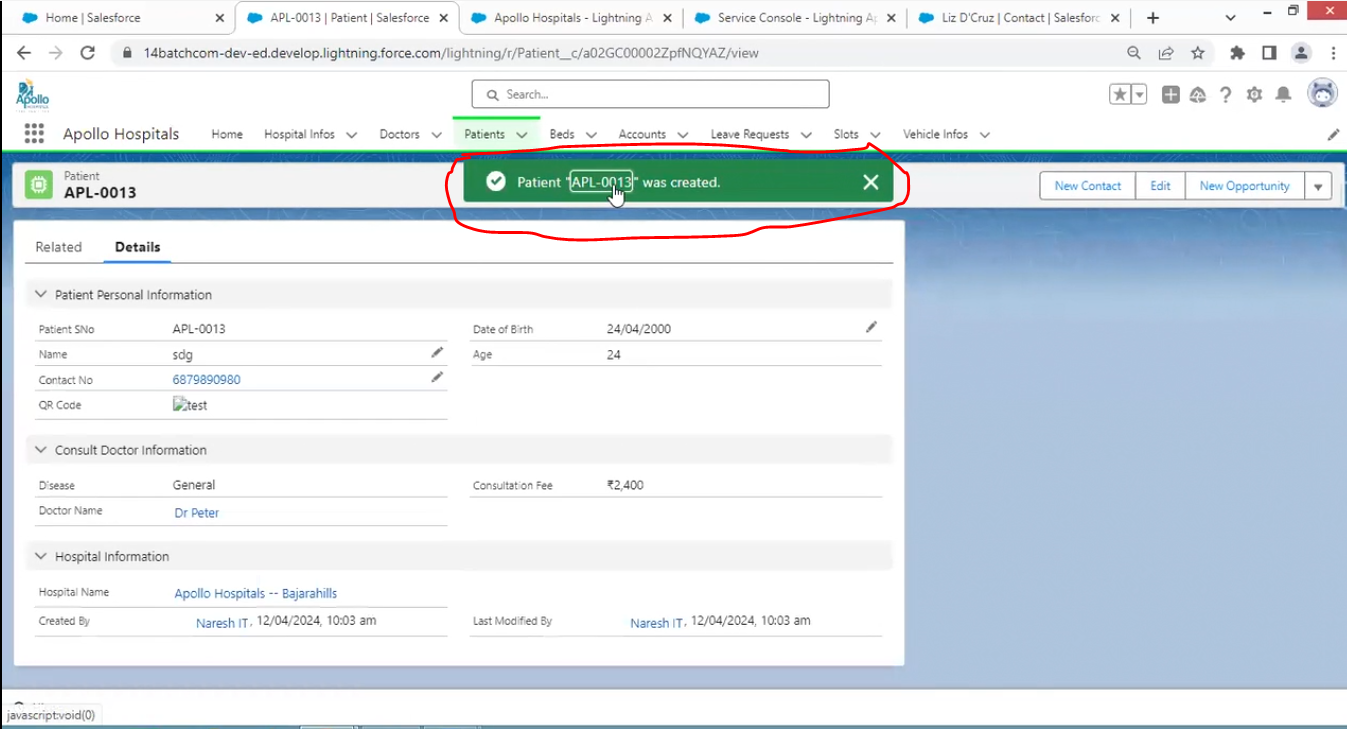 Home | Salesforce
APL-0013 | Patient | Salesforce
Apollo Hospitals - Lightning A
Service Console - Lightning Ap
Liz D'Cruz | Contact | Salesforc
14batchcom-dev-ed.develop.lightning.force.com/lightning/r/Patient__c/a02GC00002ZpfNQYAZ/view
Apollo
Search...
Apollo Hospitals Home Hospital Infos Doctors Patients Beds Accounts Leave Requests Slots Vehicle Infos
Patient
APL-0013
Patient "APL-0013" was created.
New Contact Edit New Opportunity
Related Details
Patient Personal Information
Patient SNo APL-0013 Date of Birth 24/04/2000
Name sdg Age 24
Contact No 6879890980
QR Code test
Consult Doctor Information
Disease General Consultation Fee ₹2,400
Doctor Name Dr Peter
Hospital Information
Hospital Name Apollo Hospitals -- Bajarahills
Created By Naresh IT, 12/04/2024, 10:03 am Last Modified By Naresh IT, 12/04/2024, 10:03 am
javascript:void(0)